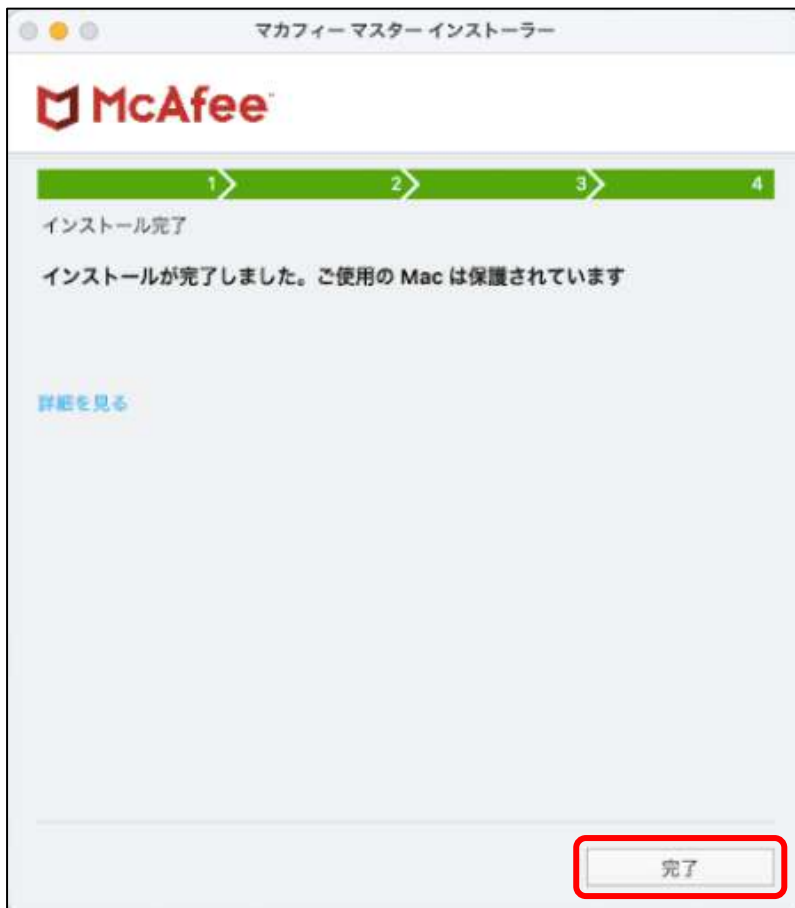 マカフィー マスター インストーラー
McAfee™
1 2 3 4
インストール完了
インストールが完了しました。ご使用の Mac は保護されています
詳細を見る
完了